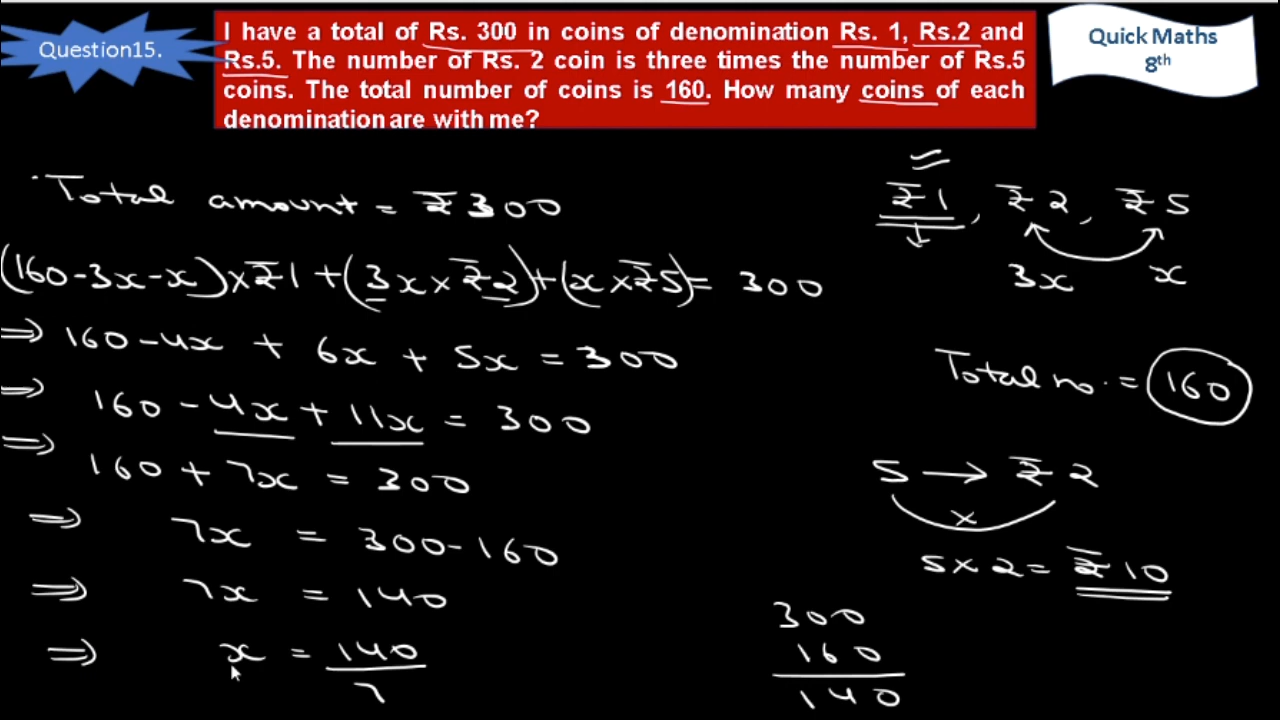 Question15.
I have a total of Rs. 300 in coins of denomination Rs. 1, Rs.2 and
Rs.5. The number of Rs. 2 coin is three times the number of Rs.5
coins. The total number of coins is 160. How many coins of each
denomination are with me?
Quick Maths
8th
Total amount = ₹300
(160-3x-x)×₹1+(3x×₹2)+(x×₹5)= 300
⇒ 160-4x + 6x + 5x = 300
⇒ 160 - 4x + 11x = 300
⇒ 160 + 7x = 300
⇒ 7x = 300-160
⇒ 7x = 140
⇒ x = 140
7
₹1, ₹2, ₹5
3x x
Total no. = 160
5 → ₹2
×
5×2= ₹10
300
160
140